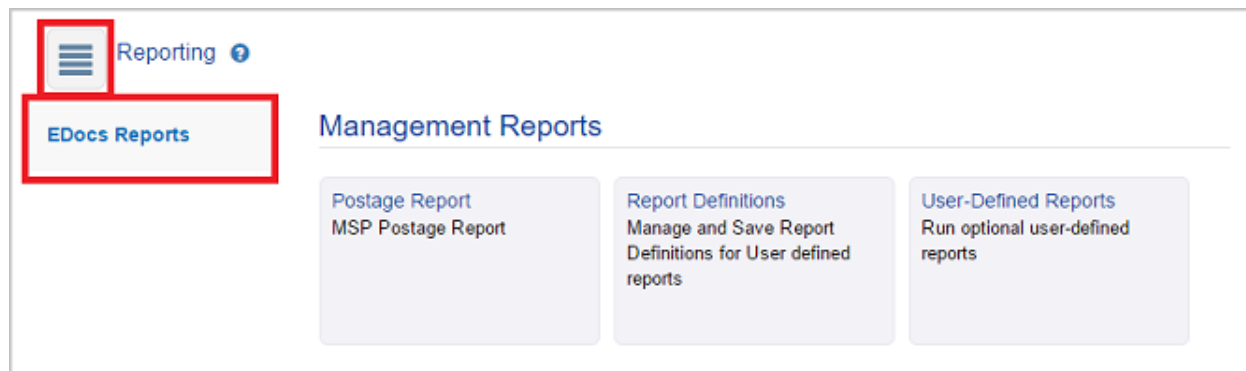 Reporting ?
EDocs Reports
Management Reports
Postage Report
MSP Postage Report
Report Definitions
Manage and Save Report
Definitions for User defined
reports
User-Defined Reports
Run optional user-defined
reports